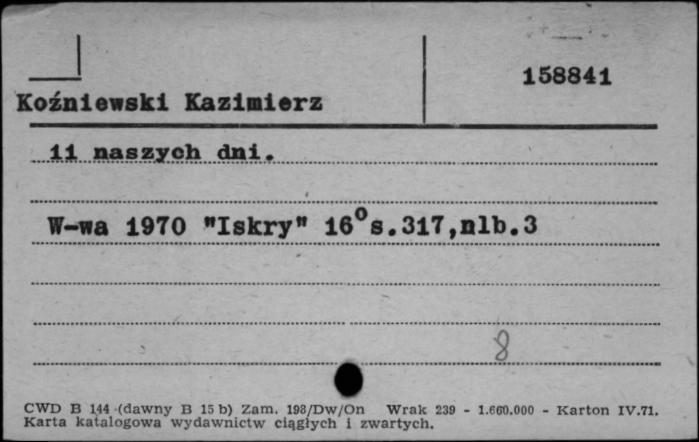 158841
Koźniewski Kazimierz
11 naszych dni.
W-wa 1970 "Iskry" 16° s.317,nlb.3
8
CWD B 144 (dawny B 15 b) Zam. 198/Dw/On Wrak 239 - 1.660.000 - Karton IV.71.
Karta katalogowa wydawnictw ciągłych i zwartych.